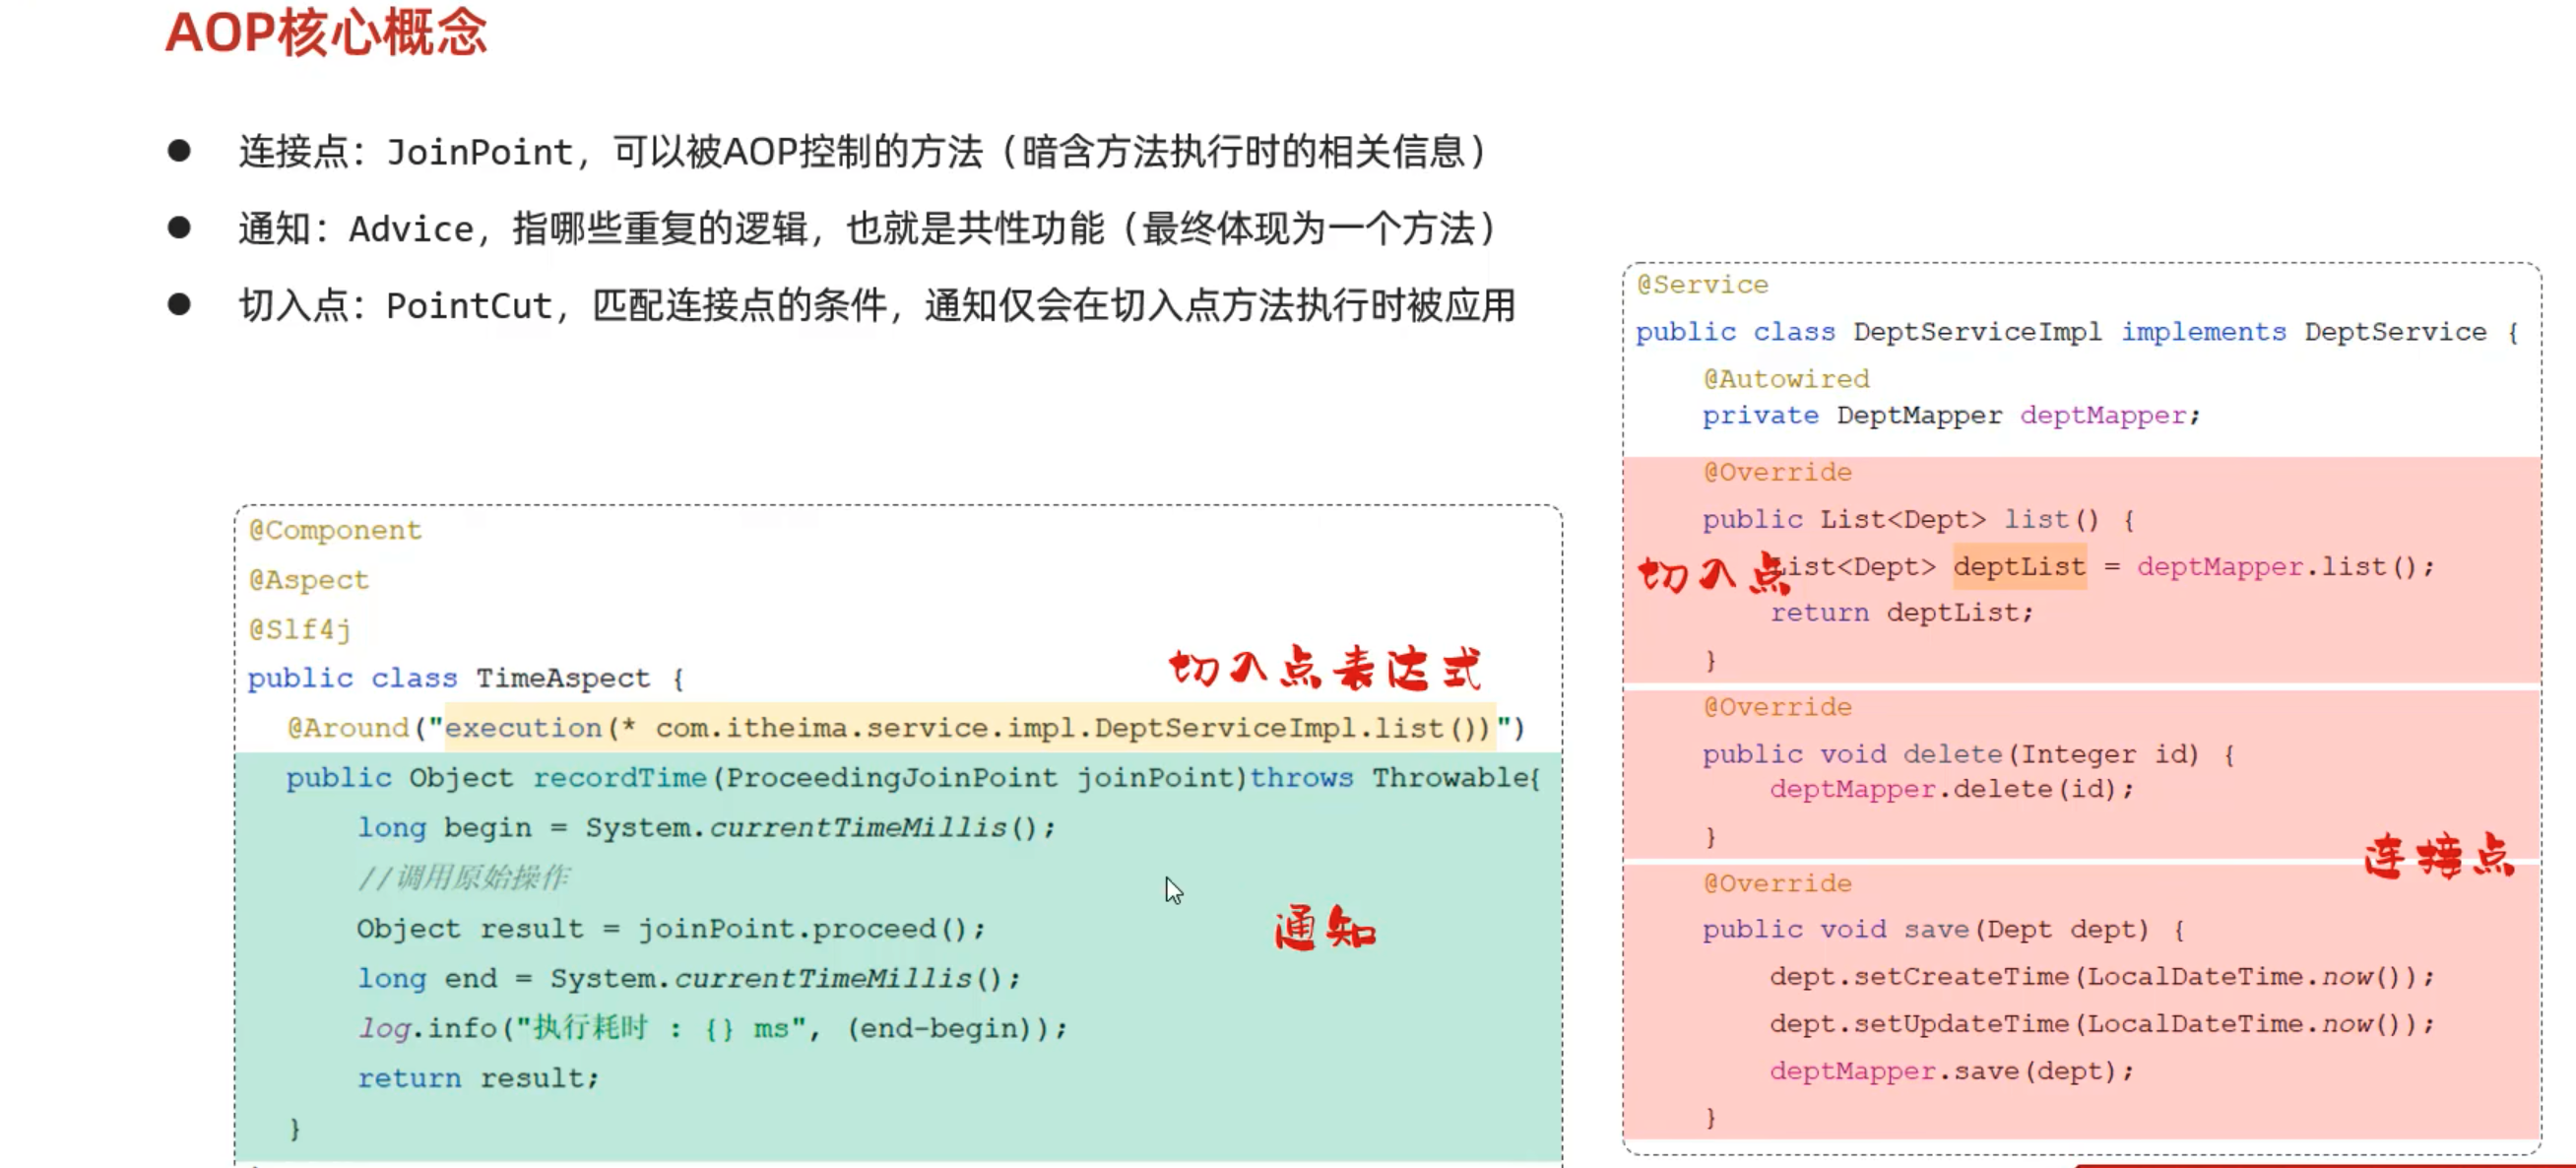 AOP核心概念
● 连接点：JoinPoint，可以被AOP控制的方法（暗含方法执行时的相关信息）
● 通知：Advice，指哪些重复的逻辑，也就是共性功能（最终体现为一个方法）
● 切入点：PointCut，匹配连接点的条件，通知仅会在切入点方法执行时被应用
@Component
@Aspect
@Slf4j
public class TimeAspect {
切入点表达式
@Around("execution(* com.itheima.service.impl.DeptServiceImpl.list())")
public Object recordTime(ProceedingJoinPoint joinPoint)throws Throwable{
long begin = System.currentTimeMillis();
//调用原始操作
Object result = joinPoint.proceed();
通知
long end = System.currentTimeMillis();
log.info("执行耗时 : {} ms", (end-begin));
return result;
}
@Service
public class DeptServiceImpl implements DeptService {
@Autowired
private DeptMapper deptMapper;
@Override
public List<Dept> list() {
切入点
List<Dept> deptList = deptMapper.list();
return deptList;
}
@Override
public void delete(Integer id) {
deptMapper.delete(id);
}
连接点
@Override
public void save(Dept dept) {
dept.setCreateTime(LocalDateTime.now());
dept.setUpdateTime(LocalDateTime.now());
deptMapper.save(dept);
}